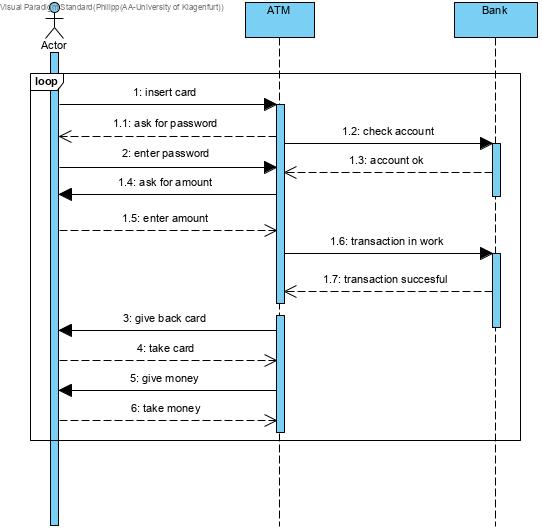 Visual Paradigm Standard(Philipp(AA-University of Klagenfurt))
ATM
Bank
Actor
loop
1: insert card
1.1: ask for password
1.2: check account
2: enter password
1.3: account ok
1.4: ask for amount
1.5: enter amount
1.6: transaction in work
1.7: transaction succesful
3: give back card
4: take card
5: give money
6: take money